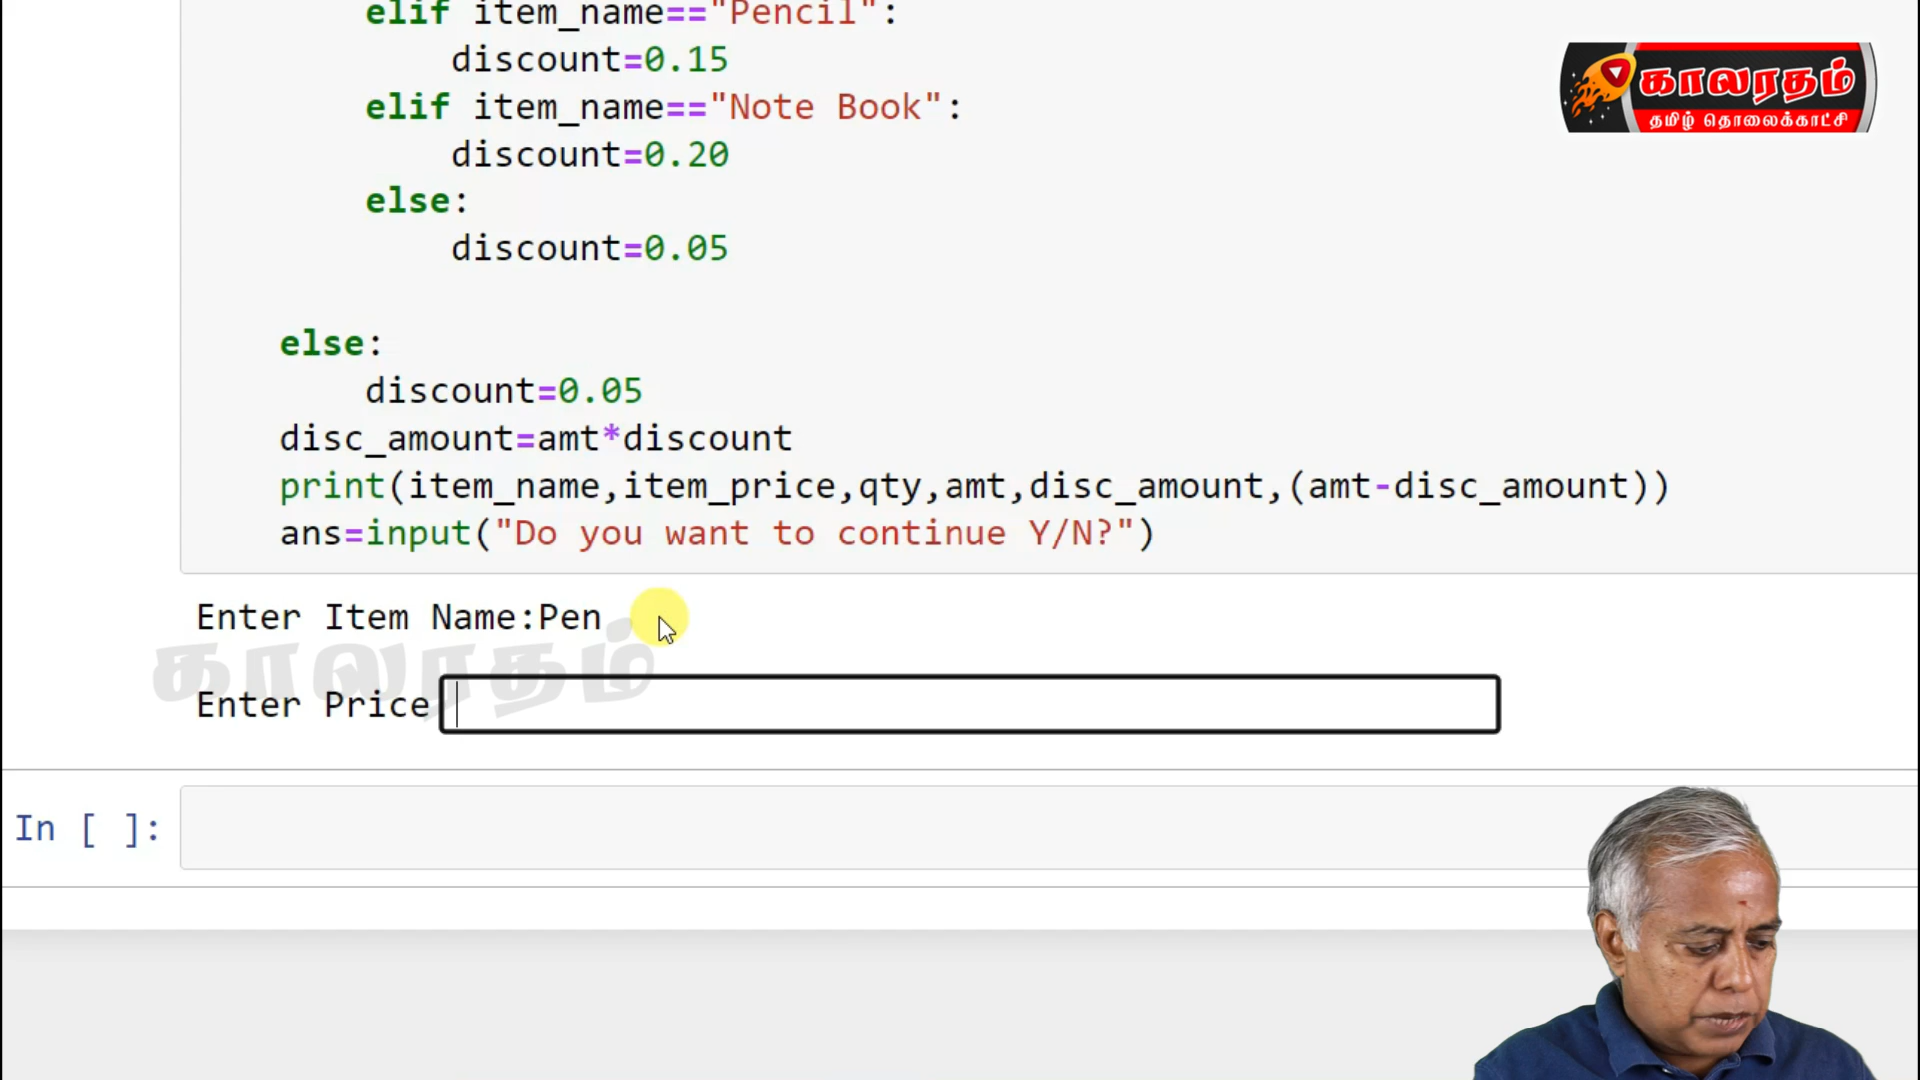 elif item_name=="Pencil":
discount=0.15
elif item_name=="Note Book":
discount=0.20
else:
discount=0.05
else:
discount=0.05
disc_amount=amt*discount
print(item_name,item_price,qty,amt,disc_amount,(amt-disc_amount))
ans=input("Do you want to continue Y/N?")
Enter Item Name:Pen
Enter Price
In [ ]:
காலரதம்
தமிழ் தொலைக்காட்சி
காலரதம்